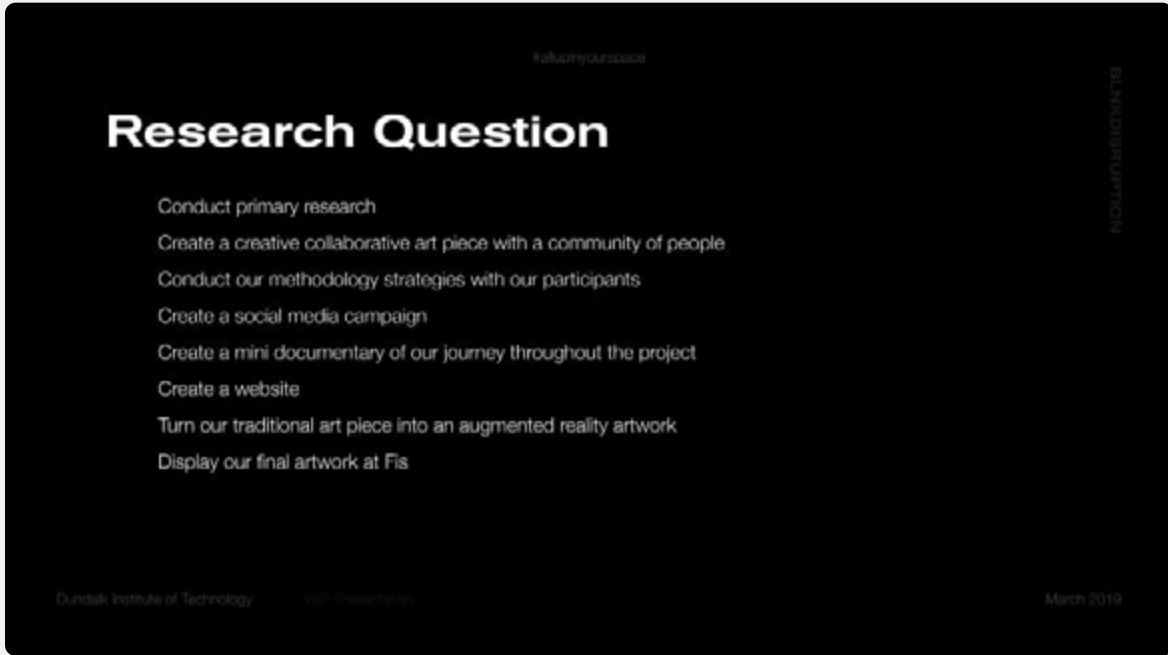 #allupinyourspace
BLNKDISRUPTION
Research Question
Conduct primary research
Create a creative collaborative art piece with a community of people
Conduct our methodology strategies with our participants
Create a social media campaign
Create a mini documentary of our journey throughout the project
Create a website
Turn our traditional art piece into an augmented reality artwork
Display our final artwork at Fis
Dundalk Institute of Technology
WIP Presentation
March 2019